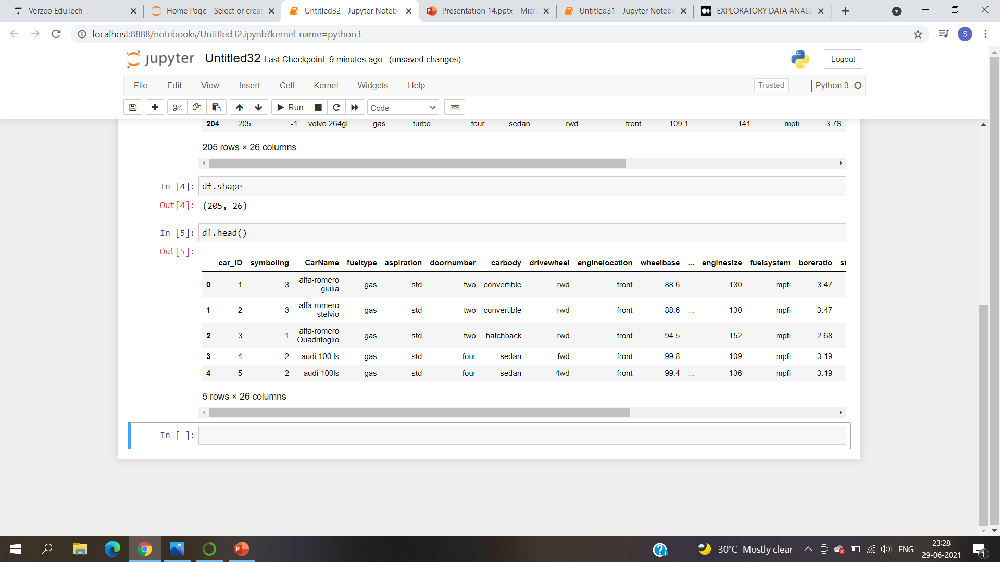 Verzeo EduTech
Home Page - Select or creat
Untitled32 - Jupyter Notebo
Presentation 14.pptx - Micr
Untitled31 - Jupyter Notebo
EXPLORATORY DATA ANALY
localhost:8888/notebooks/Untitled32.ipynb?kernel_name=python3
S
jupyter Untitled32 Last Checkpoint: 9 minutes ago (unsaved changes)
Logout
File Edit View Insert Cell Kernel Widgets Help
Trusted
Python 3
Run
Code
204 205 -1 volvo 264gl gas turbo four sedan rwd front 109.1 ... 141 mpfi 3.78
205 rows × 26 columns
In [4]: df.shape
Out[4]: (205, 26)
In [5]: df.head()
Out[5]:
car_ID symboling CarName fueltype aspiration doornumber carbody drivewheel enginelocation wheelbase ... enginesize fuelsystem boreratio st
0 1 3 alfa-romero giulia gas std two convertible rwd front 88.6 ... 130 mpfi 3.47
1 2 3 alfa-romero stelvio gas std two convertible rwd front 88.6 ... 130 mpfi 3.47
2 3 1 alfa-romero Quadrifoglio gas std two hatchback rwd front 94.5 ... 152 mpfi 2.68
3 4 2 audi 100 ls gas std four sedan fwd front 99.8 ... 109 mpfi 3.19
4 5 2 audi 100ls gas std four sedan 4wd front 99.4 ... 136 mpfi 3.19
5 rows × 26 columns
In [ ]:
30°C Mostly clear
ENG
23:28
29-06-2021
1